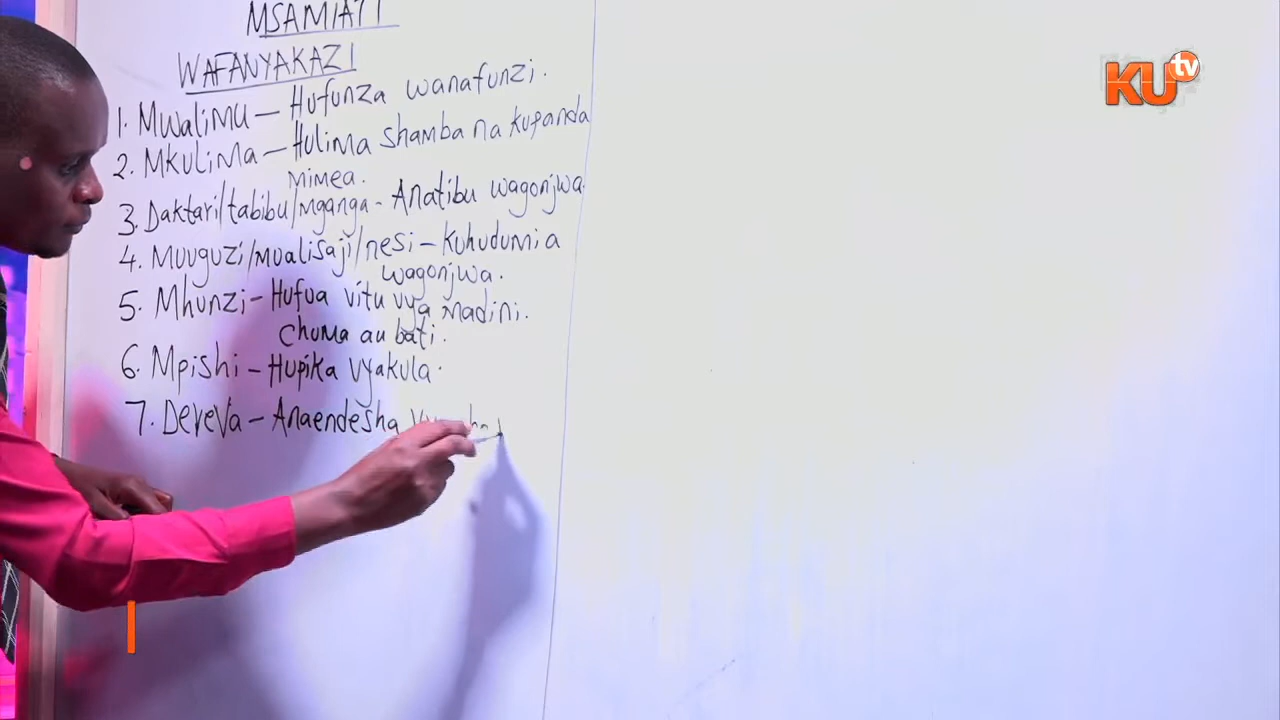 MSAMIATI
WAFANYAKAZI
1. Mwalimu – Hufunza wanafunzi.
2. Mkulima – Hulima shamba na kupanda
mimea.
3. Daktari/tabibu/mganga - Anatibu wagonjwa.
4. Muuguzi/mualisaji/nesi – Kuhudumia
wagonjwa.
5. Mhunzi – Hufua vitu vya madini.
chuma au bati.
6. Mpishi – Hupika vyakula.
7. Dereva – Anaendesha
KU tv